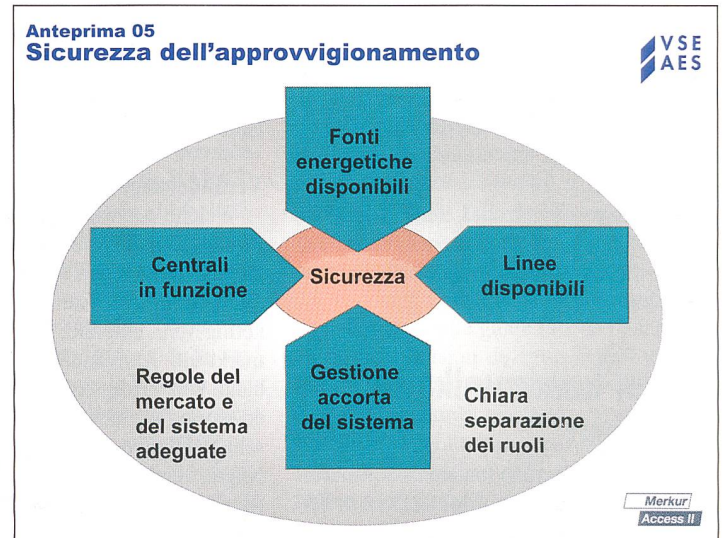 Anteprima 05
Sicurezza dell'approvvigionamento
VSE
AES
Fonti
energetiche
disponibili
Centrali
in funzione
Sicurezza
Linee
disponibili
Regole del
mercato e
del sistema
adeguate
Gestione
accorta
del sistema
Chiara
separazione
dei ruoli
Merkur
Access II